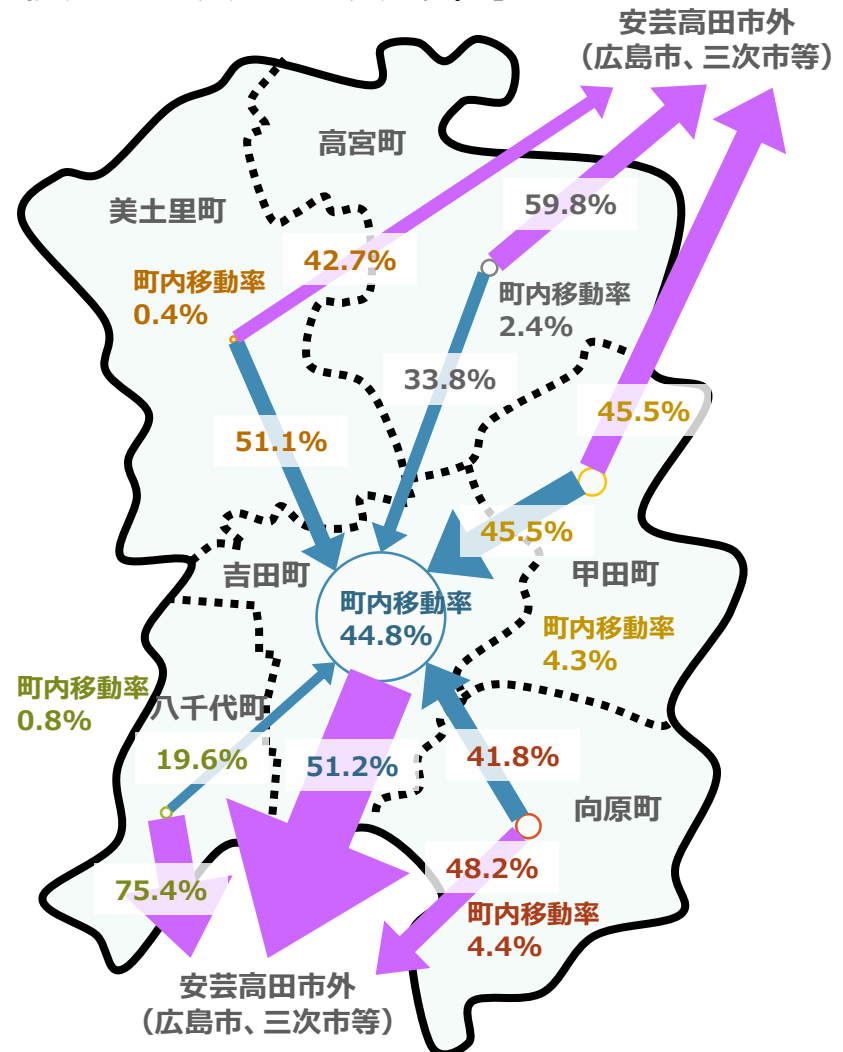 安芸高田市外
（広島市、三次市等）
高宮町
59.8%
美土里町
42.7%
町内移動率
0.4%
町内移動率
2.4%
33.8%
45.5%
51.1%
45.5%
吉田町
甲田町
町内移動率
44.8%
町内移動率
4.3%
町内移動率
0.8%
八千代町
19.6%
51.2%
41.8%
向原町
75.4%
48.2%
町内移動率
4.4%
安芸高田市外
（広島市、三次市等）